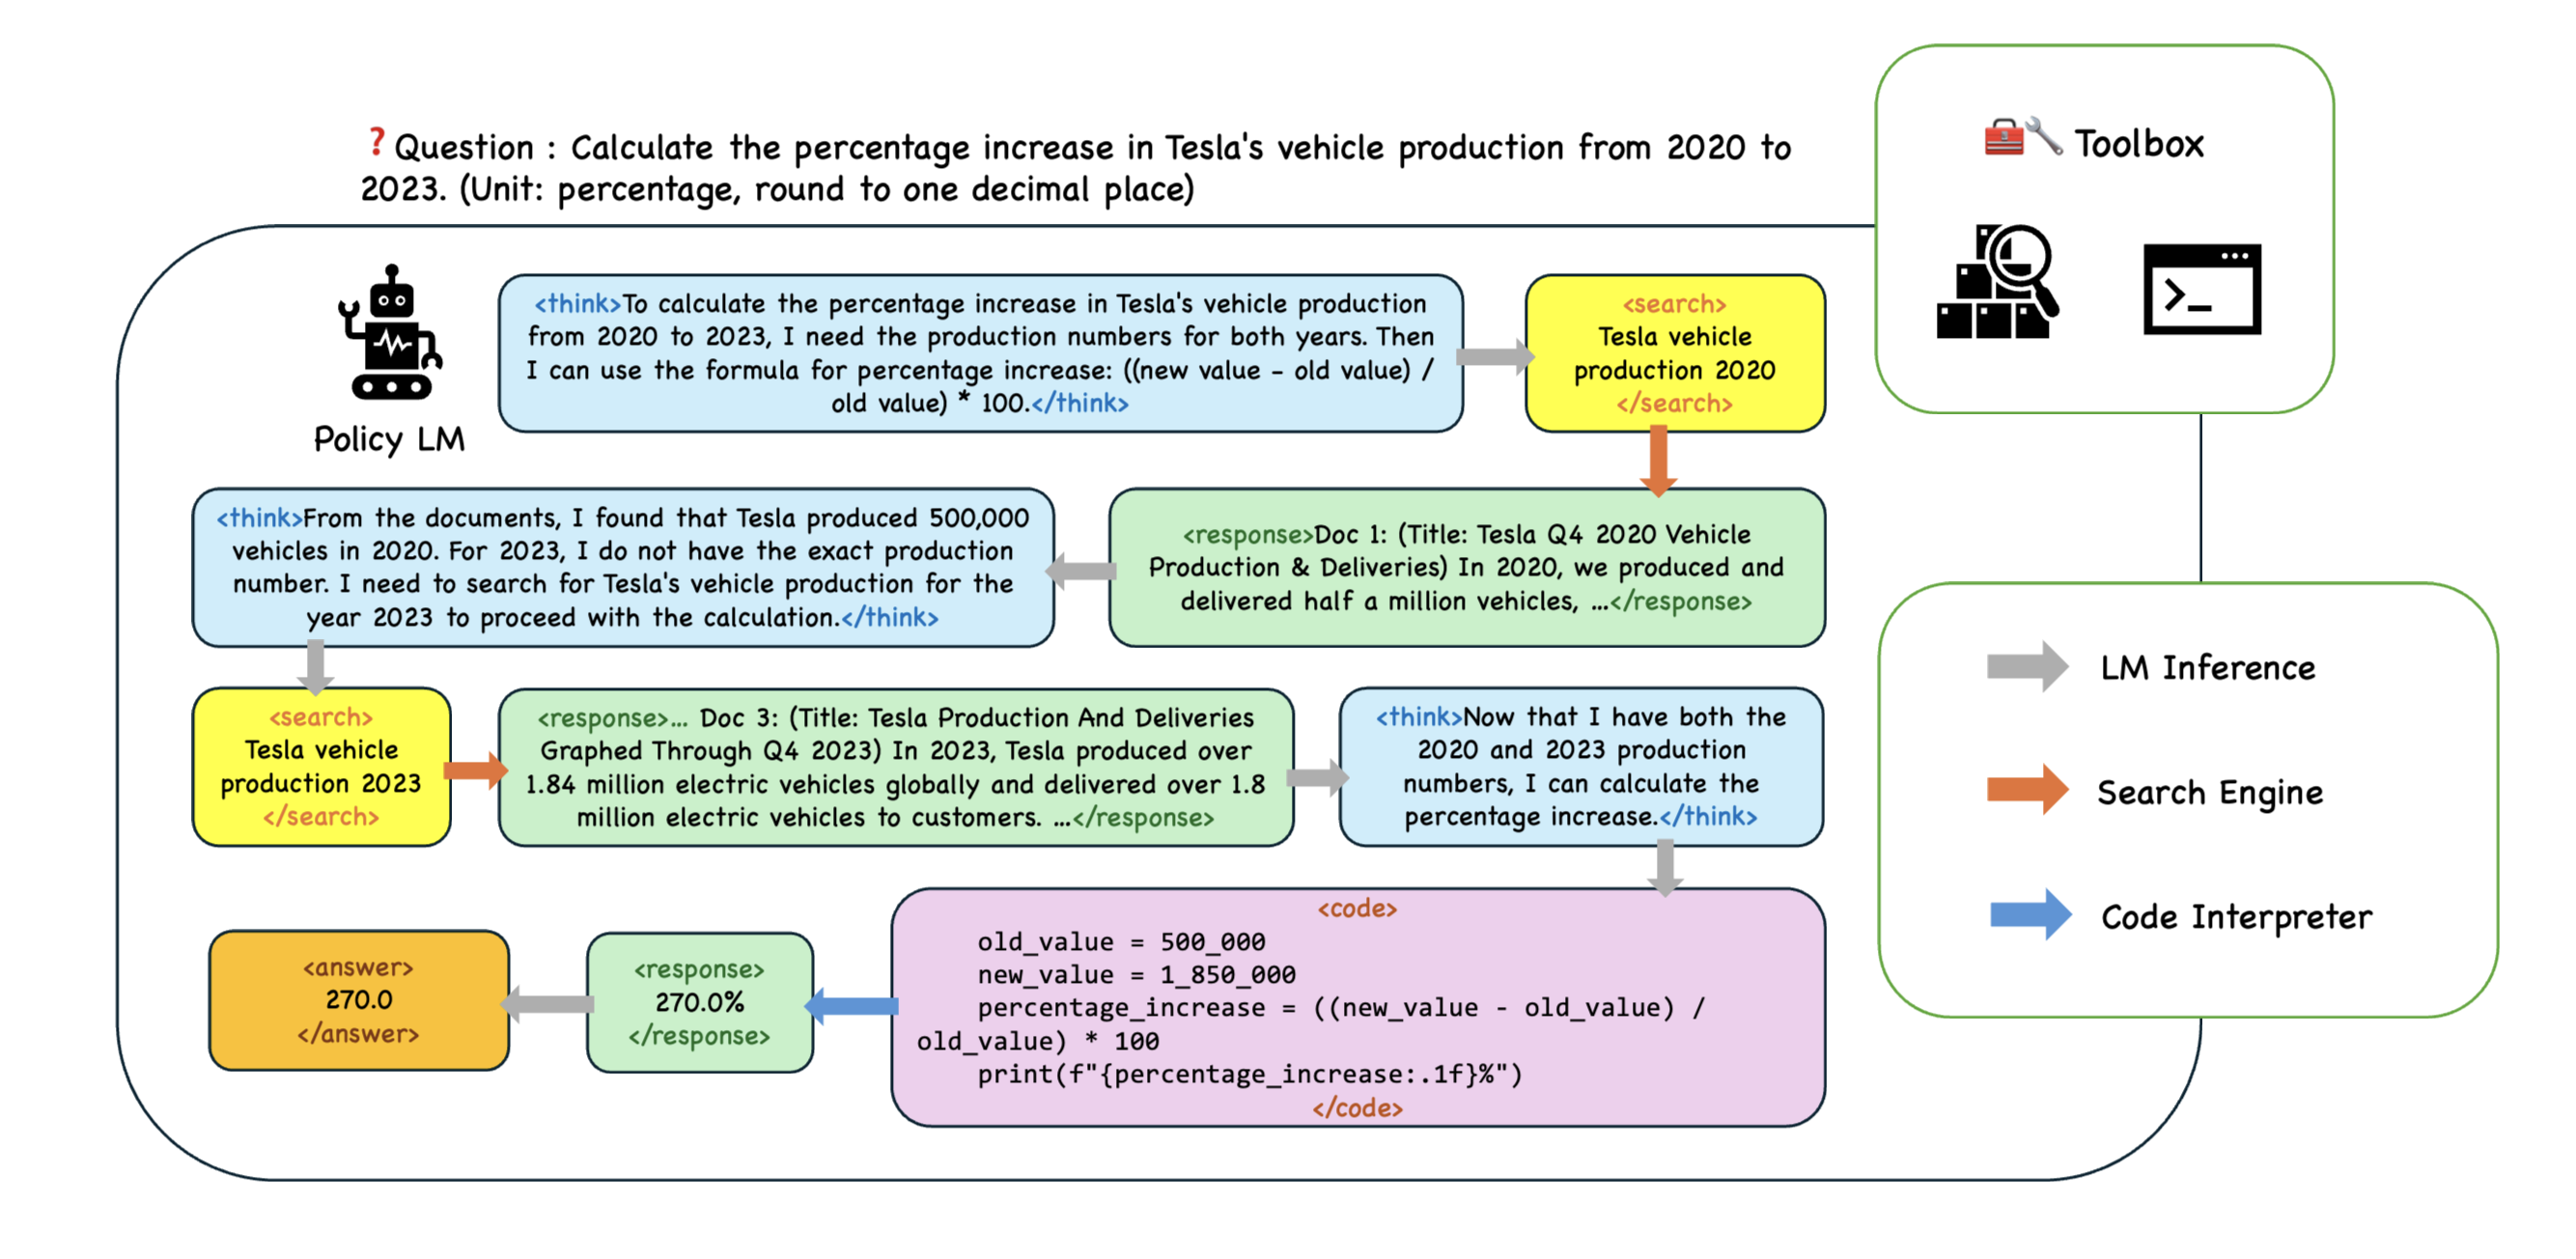 ❓Question : Calculate the percentage increase in Tesla's vehicle production from 2020 to
2023. (Unit: percentage, round to one decimal place)
Toolbox
Policy LM
<think>To calculate the percentage increase in Tesla's vehicle production
from 2020 to 2023, I need the production numbers for both years. Then
I can use the formula for percentage increase: ((new value - old value) /
old value) * 100.</think>
<search>
Tesla vehicle
production 2020
</search>
<response>Doc 1: (Title: Tesla Q4 2020 Vehicle
Production & Deliveries) In 2020, we produced and
delivered half a million vehicles, ...</response>
<think>From the documents, I found that Tesla produced 500,000
vehicles in 2020. For 2023, I do not have the exact production
number. I need to search for Tesla's vehicle production for the
year 2023 to proceed with the calculation.</think>
<search>
Tesla vehicle
production 2023
</search>
<response>... Doc 3: (Title: Tesla Production And Deliveries
Graphed Through Q4 2023) In 2023, Tesla produced over
1.84 million electric vehicles globally and delivered over 1.8
million electric vehicles to customers. ...</response>
<think>Now that I have both the
2020 and 2023 production
numbers, I can calculate the
percentage increase.</think>
<code>
old_value = 500_000
new_value = 1_850_000
percentage_increase = ((new_value - old_value) /
old_value) * 100
print(f"{percentage_increase:.1f}%")
</code>
<response>
270.0%
</response>
<answer>
270.0
</answer>
LM Inference
Search Engine
Code Interpreter